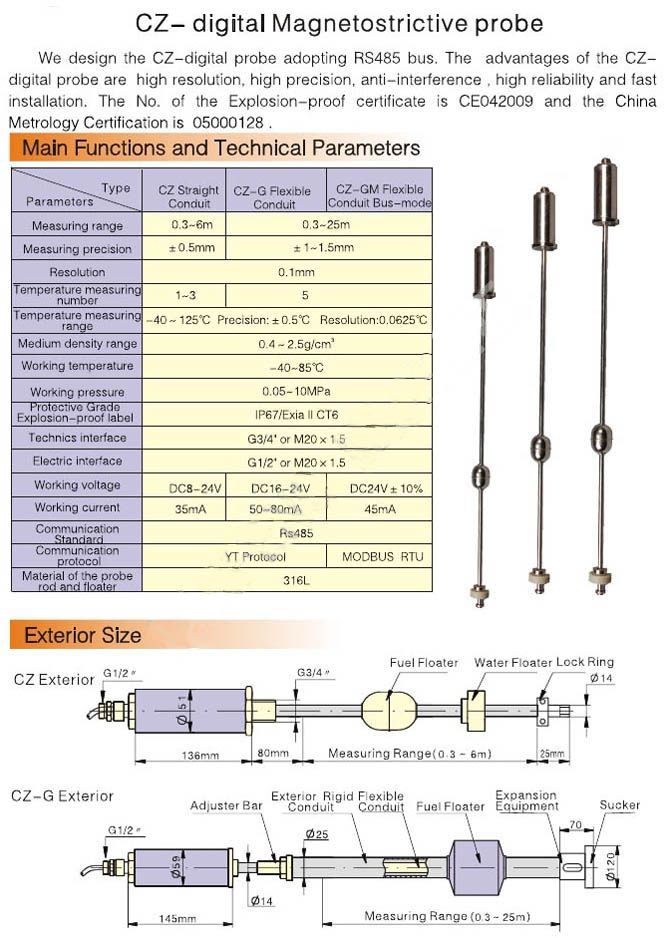 CZ- digital Magnetostrictive probe
We design the CZ-digital probe adopting RS485 bus. The advantages of the CZ-
digital probe are high resolution, high precision, anti-interference , high reliability and fast
installation. The No. of the Explosion-proof certificate is CE042009 and the China
Metrology Certification is 05000128 .
Main Functions and Technical Parameters
Type
Parameters
CZ Straight
Conduit
CZ-G Flexible
Conduit
CZ-GM Flexible
Conduit Bus-mode
Measuring range 0.3~6m 0.3~25m
Measuring precision ±0.5mm ±1~1.5mm
Resolution 0.1mm
Temperature measuring
number 1~3 5
Temperature measuring
range -40~125℃ Precision:±0.5℃ Resolution:0.0625℃
Medium density range 0.4~2.5g/cm³
Working temperature -40~85℃
Working pressure 0.05~10MPa
Protective Grade
Explosion-proof label IP67/Exia II CT6
Technics interface G3/4" or M20×1.5
Electric interface G1/2" or M20×1.5
Working voltage DC8-24V DC16-24V DC24V±10%
Working current 35mA 50-80mA 45mA
Communication
Standard Rs485
Communication
protocol YT Protocol MODBUS RTU
Material of the probe
rod and floater 316L
Exterior Size
CZ Exterior
G1/2"
G3/4"
Fuel Floater
Water Floater
Lock Ring
Ø14
Ø51
136mm
80mm
Measuring Range(0.3~6m)
25mm
CZ-G Exterior
G1/2"
Adjuster Bar
Exterior Rigid
Conduit
Flexible
Conduit
Fuel Floater
Expansion
Equipment
Sucker
70
Ø25
Ø59
Ø14
Ø120
145mm
Measuring Range (0.3~25m)